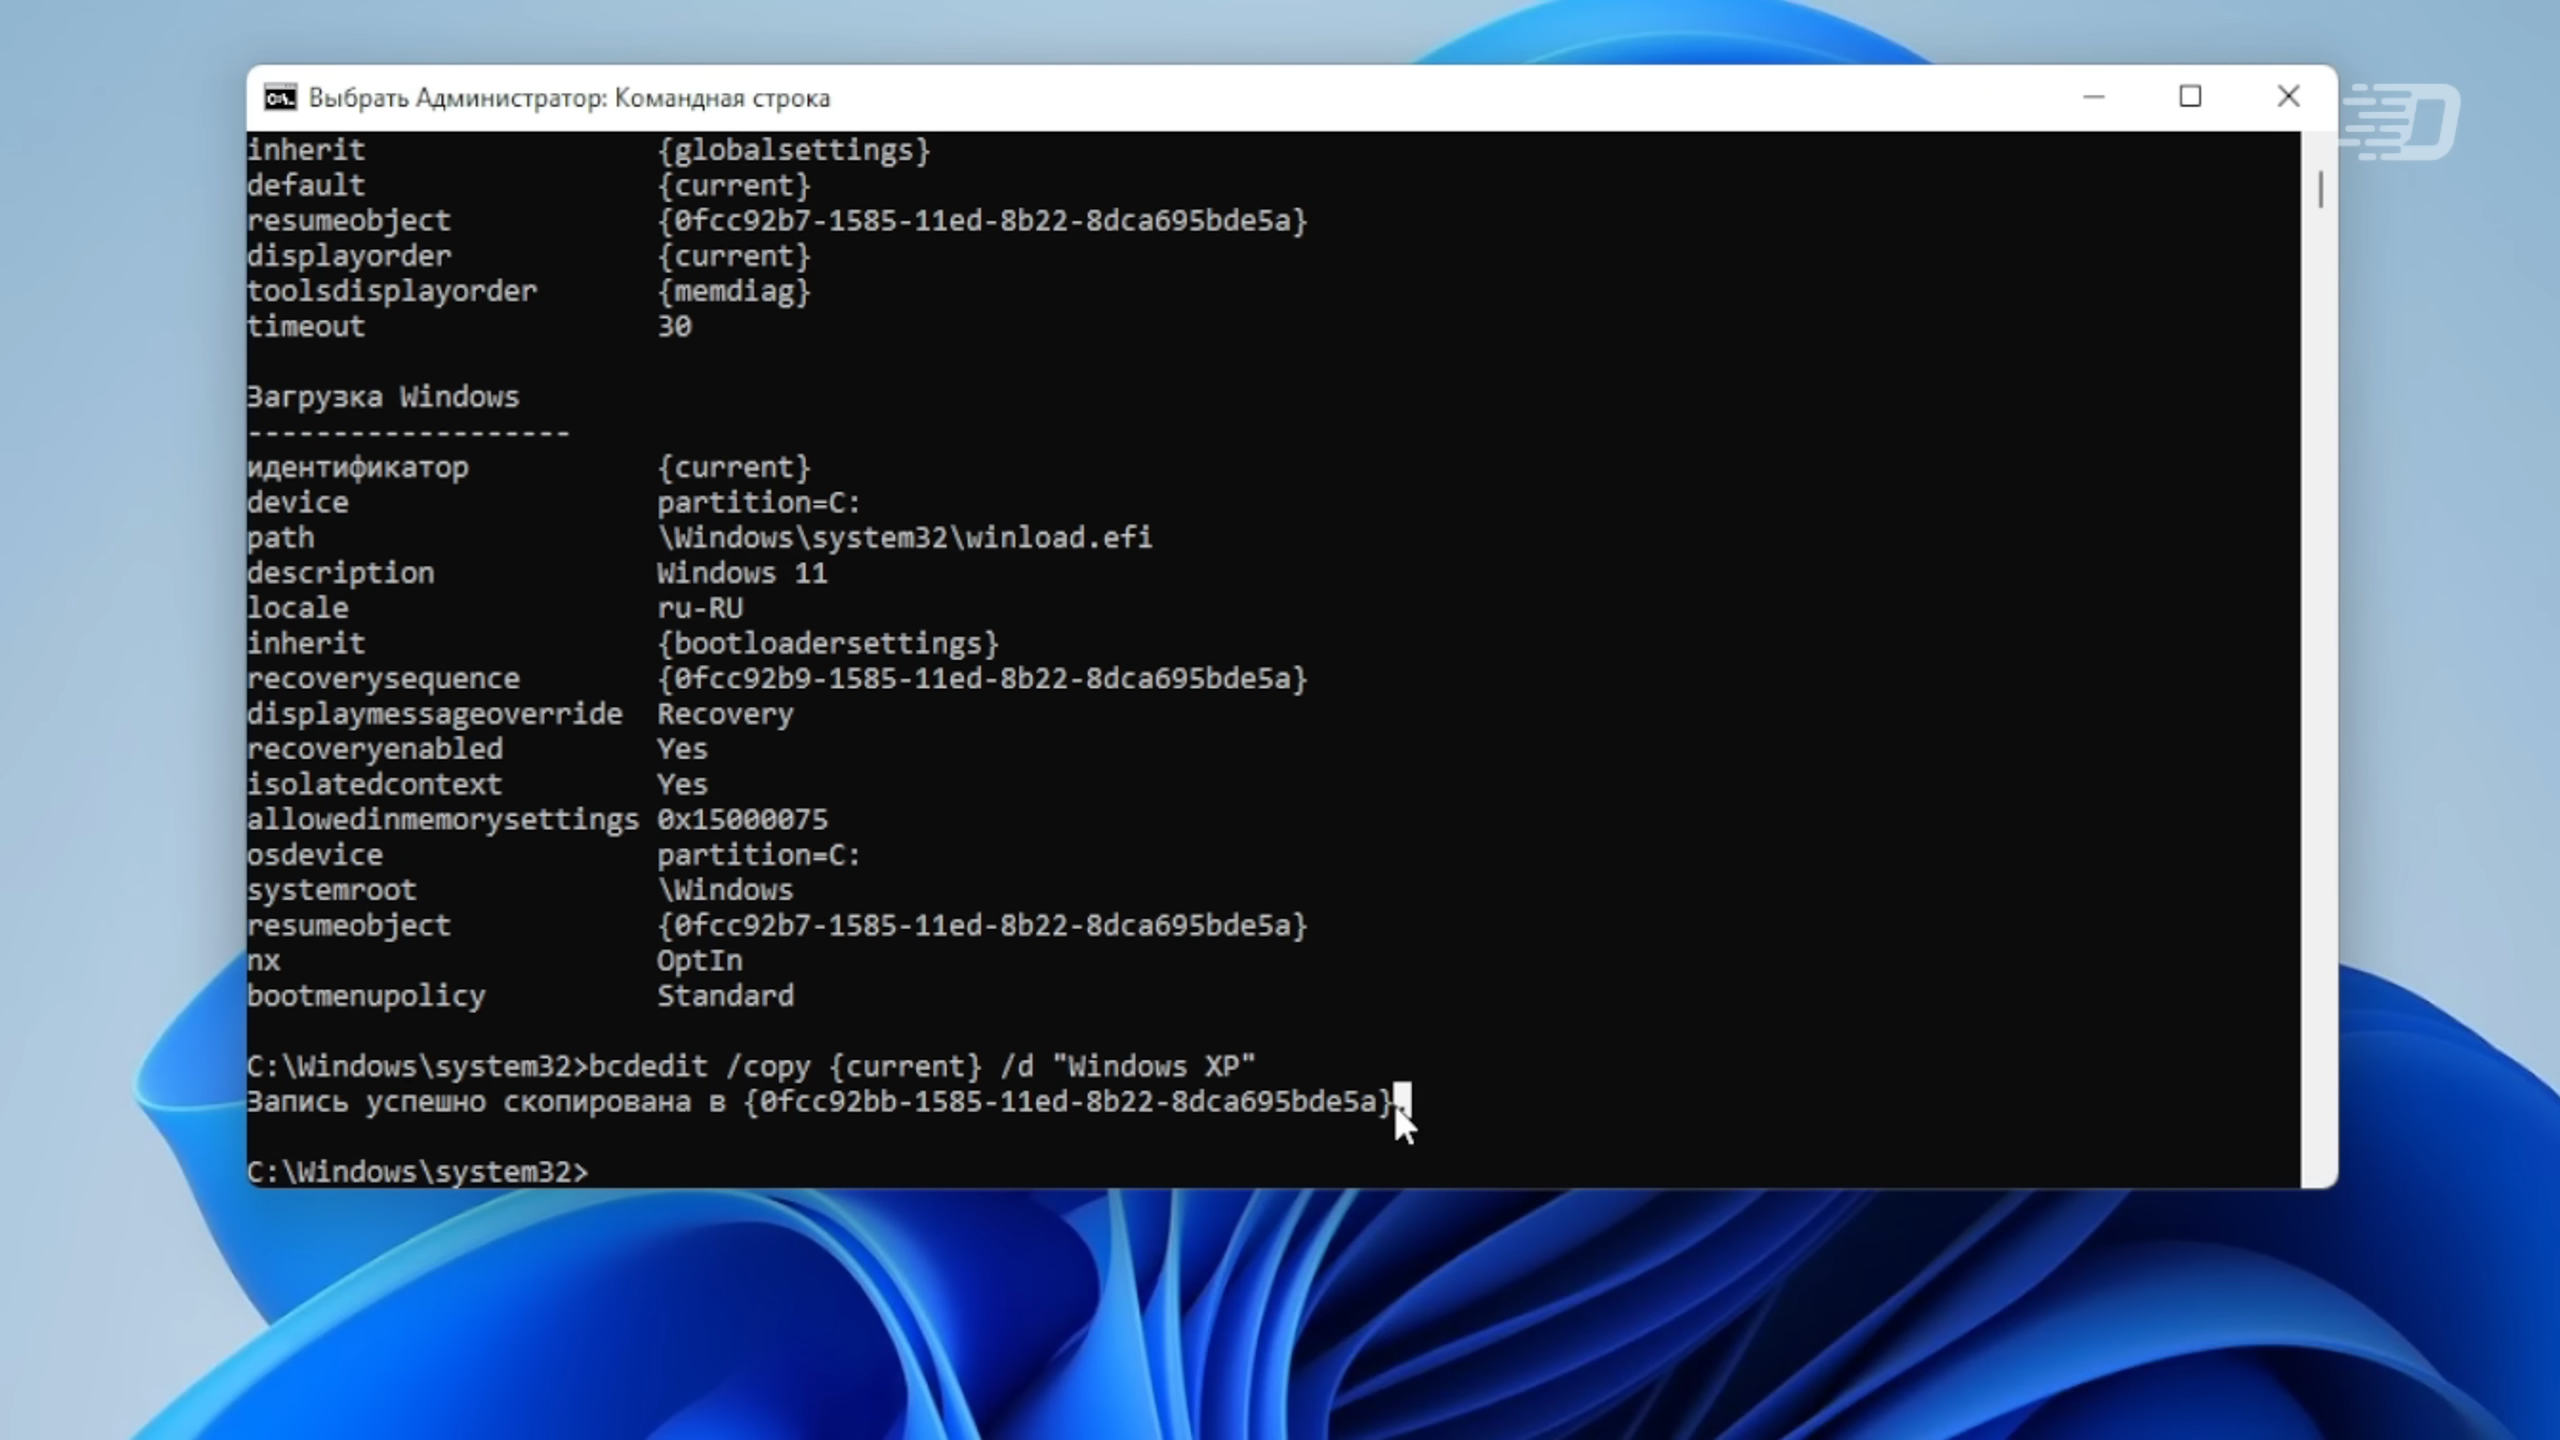 Выбрать Администратор: Командная строка
inherit {globalsettings}
default {current}
resumeobject {0fcc92b7-1585-11ed-8b22-8dca695bde5a}
displayorder {current}
toolsdisplayorder {memdiag}
timeout 30
Загрузка Windows
-------------------
идентификатор {current}
device partition=C:
path \Windows\system32\winload.efi
description Windows 11
locale ru-RU
inherit {bootloadersettings}
recoverysequence {0fcc92b9-1585-11ed-8b22-8dca695bde5a}
displaymessageoverride Recovery
recoveryenabled Yes
isolatedcontext Yes
allowedinmemorysettings 0x15000075
osdevice partition=C:
systemroot \Windows
resumeobject {0fcc92b7-1585-11ed-8b22-8dca695bde5a}
nx OptIn
bootmenupolicy Standard
C:\Windows\system32>bcdedit /copy {current} /d "Windows XP"
Запись успешно скопирована в {0fcc92bb-1585-11ed-8b22-8dca695bde5a}.
C:\Windows\system32>